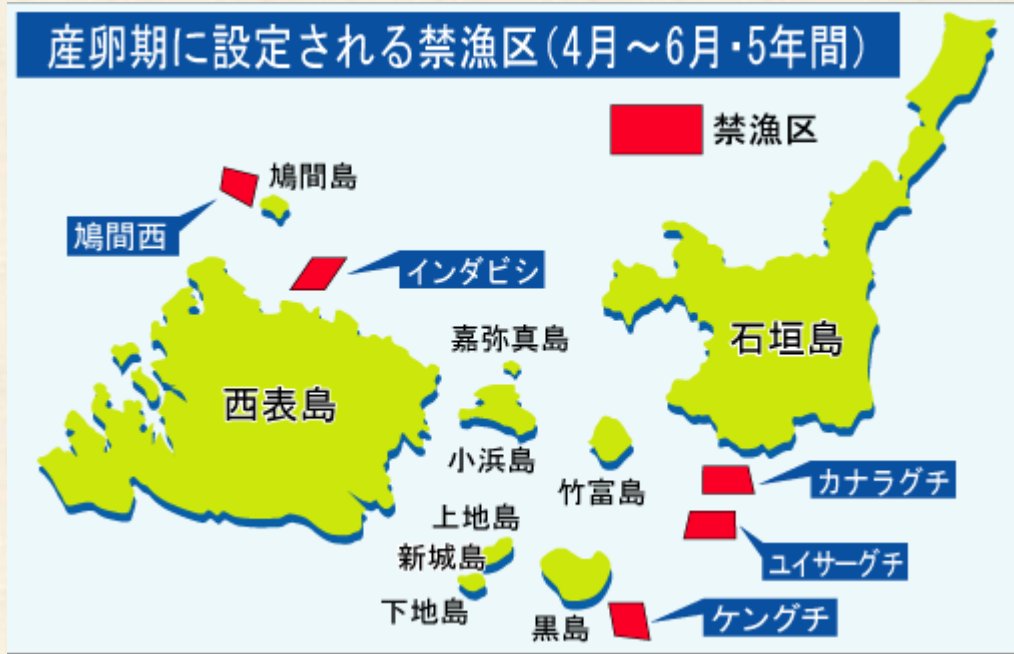 産卵期に設定される禁漁区(4月～6月・5年間)
禁漁区
鳩間島
鳩間西
インダビシ
嘉弥真島
石垣島
西表島
小浜島
竹富島
カナラグチ
上地島
新城島
ユイサーグチ
下地島
黒島
ケングチ